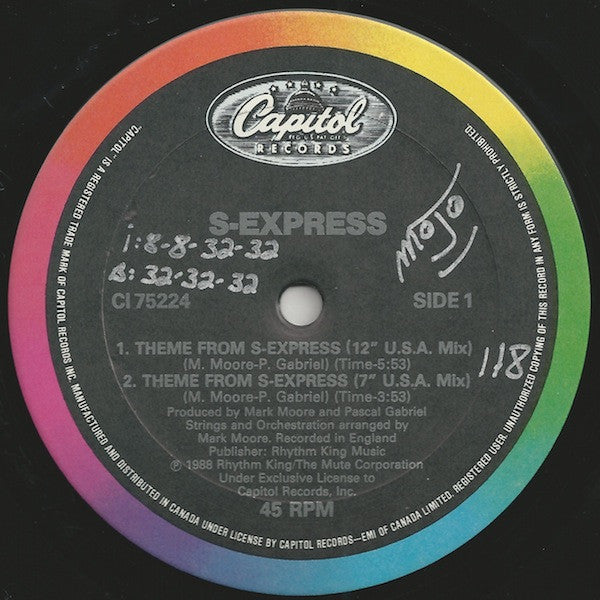 Capitol
REG. U.S. PAT. OFF.
RECORDS
S-EXPRESS
MOJO
i:8-8-32-32
B: 32-32-32
CI 75224
SIDE 1
1. THEME FROM S-EXPRESS (12" U.S.A. Mix)
(M. Moore-P. Gabriel) (Time-5:53)
118
2. THEME FROM S-EXPRESS (7" U.S.A. Mix)
(M. Moore-P. Gabriel) (Time-3:53)
Produced by Mark Moore and Pascal Gabriel
Strings and Orchestration arranged by
Mark Moore. Recorded in England
Publisher: Rhythm King Music
Ⓟ 1988 Rhythm King/The Mute Corporation
Under Exclusive License to
Capitol Records, Inc.
45 RPM
"CAPITOL" IS A REGISTERED TRADE MARK OF CAPITOL RECORDS INC. MANUFACTURED AND DISTRIBUTED IN CANADA UNDER LICENSE BY CAPITOL RECORDS—EMI OF CANADA LIMITED, REGISTERED USER. UNAUTHORIZED COPYING OF THIS RECORD IN ANY FORM IS STRICTLY PROHIBITED.